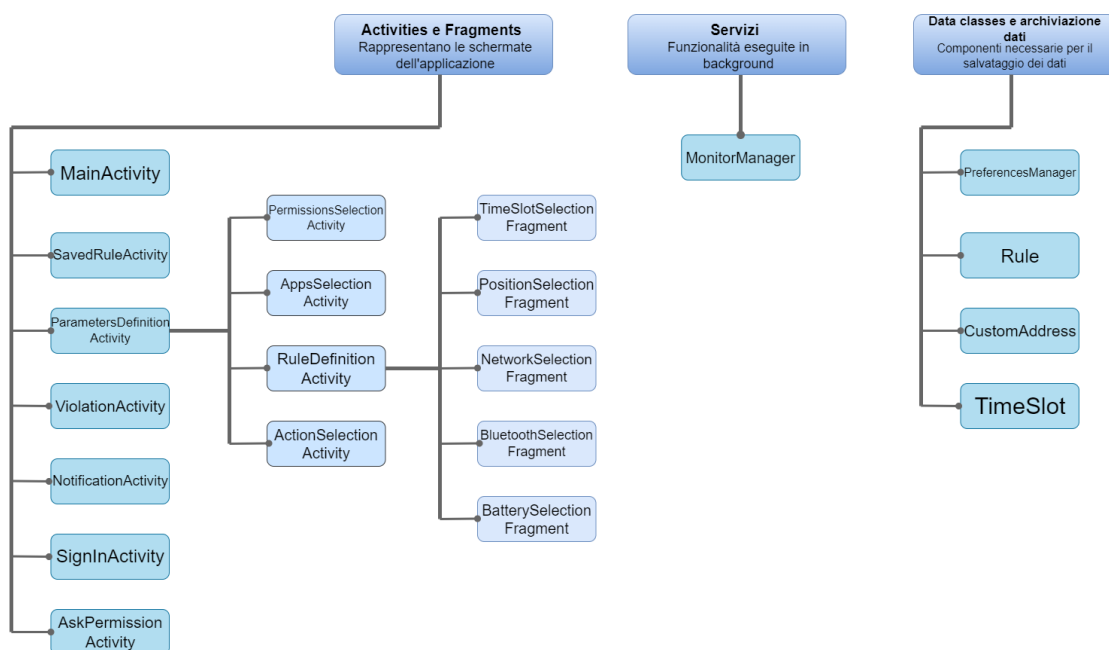 Activities e Fragments
Rappresentano le schermate
dell'applicazione
Servizi
Funzionalità eseguite in
background
Data classes e archiviazione
dati
Componenti necessarie per il
salvataggio dei dati
MainActivity
SavedRuleActivity
ParametersDefinition
Activity
ViolationActivity
NotificationActivity
SignInActivity
AskPermission
Activity
PermissionsSelection
Activity
AppsSelection
Activity
RuleDefinition
Activity
ActionSelection
Activity
TimeSlotSelection
Fragment
PositionSelection
Fragment
NetworkSelection
Fragment
BluetoothSelection
Fragment
BatterySelection
Fragment
MonitorManager
PreferencesManager
Rule
CustomAddress
TimeSlot